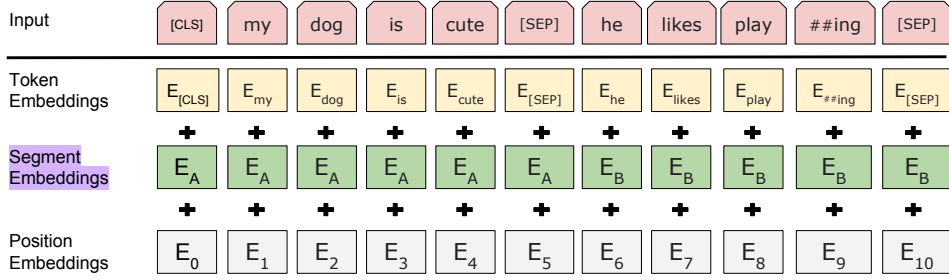 Input [CLS] my dog is cute [SEP] he likes play ##ing [SEP]
Token
Embeddings E[CLS] Emy Edog Eis Ecute E[SEP] Ehe Elikes Eplay E##ing E[SEP]
+ + + + + + + + + + +
Segment
Embeddings EA EA EA EA EA EA EB EB EB EB EB
+ + + + + + + + + + +
Position
Embeddings E0 E1 E2 E3 E4 E5 E6 E7 E8 E9 E10